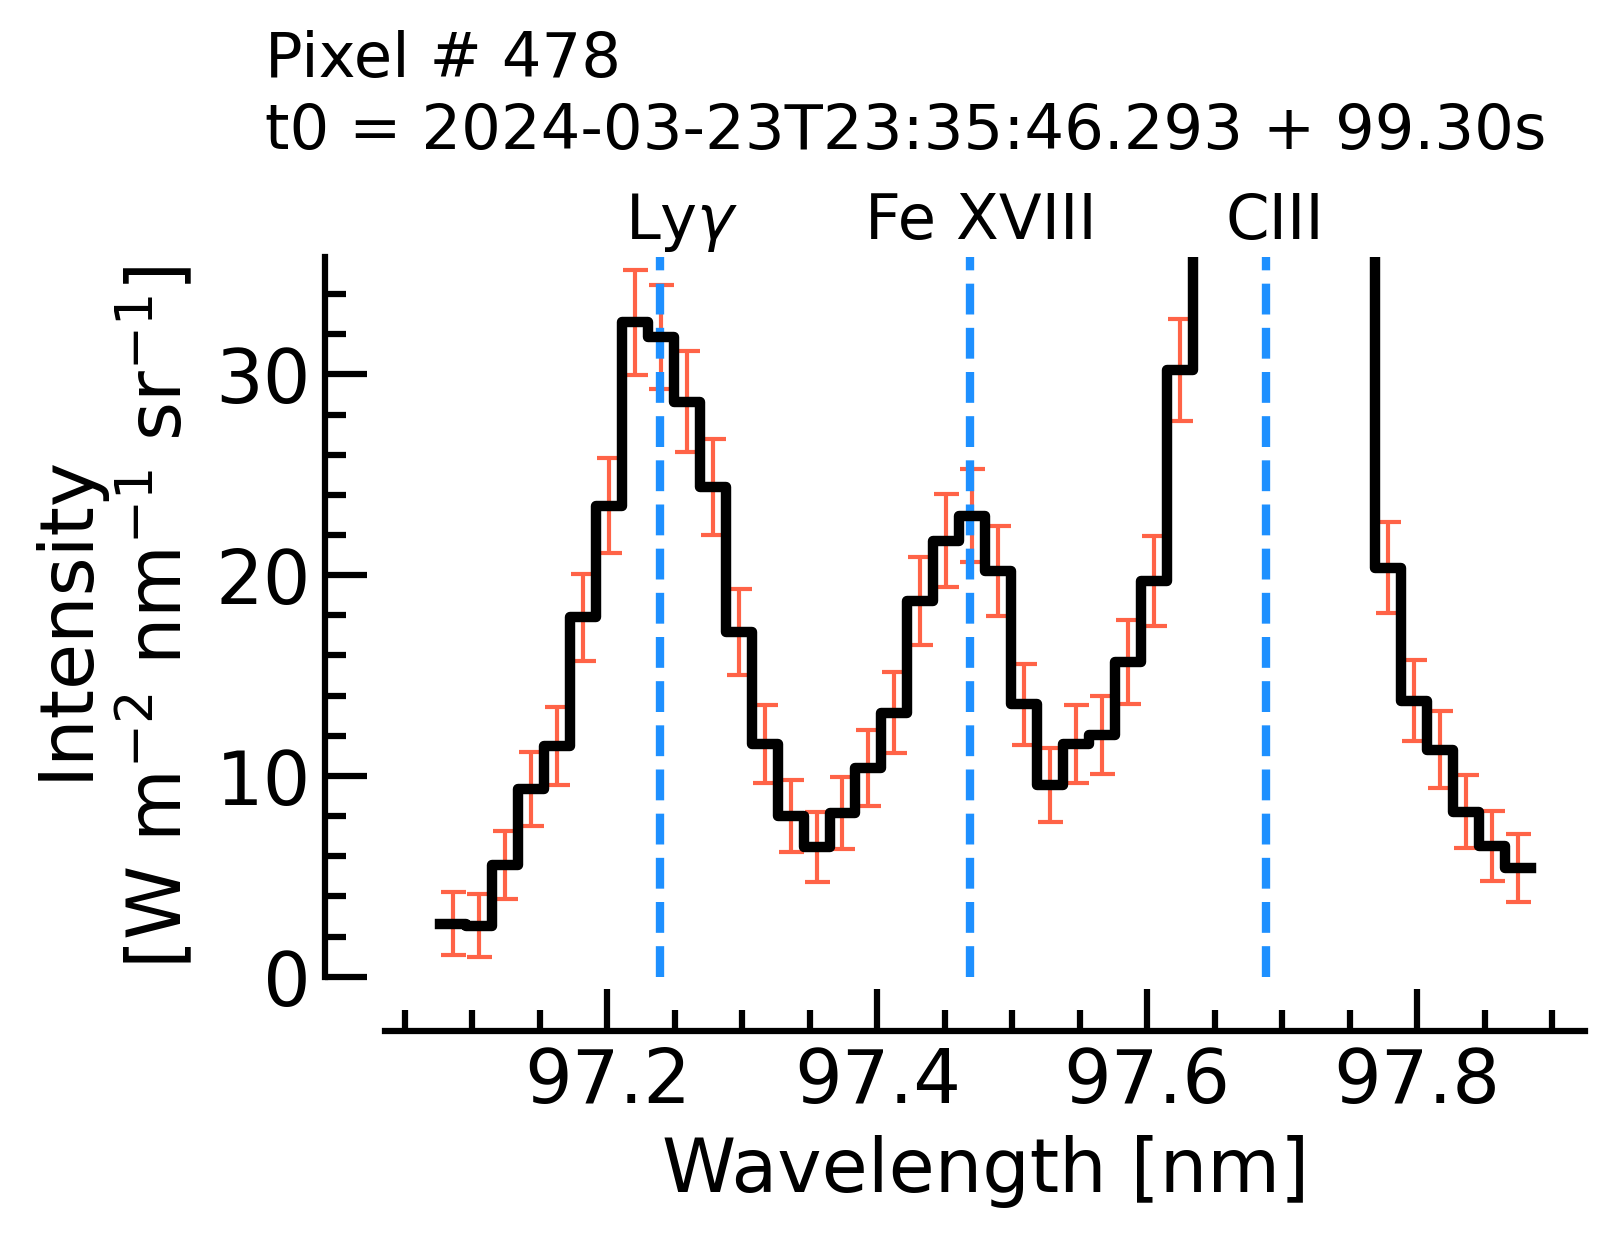 Pixel # 478
t0 = 2024-03-23T23:35:46.293 + 99.30s
Lyγ Fe XVIII CIII
Intensity
[W m⁻² nm⁻¹ sr⁻¹]
30
20
10
0
97.2 97.4 97.6 97.8
Wavelength [nm]